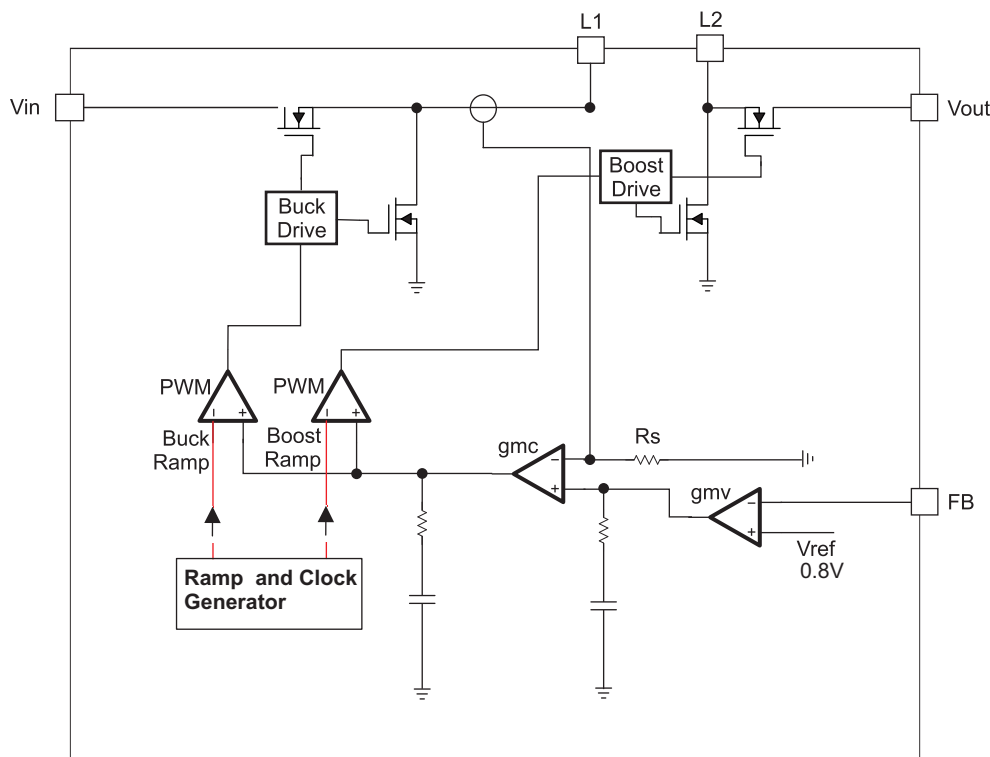 L1
L2
Vin
Vout
Buck
Drive
Boost
Drive
PWM
PWM
Buck
Ramp
Boost
Ramp
−
+
−
+
gmc
−
+
Rs
gmv
−
+
FB
Vref
0.8V
Ramp and Clock
Generator